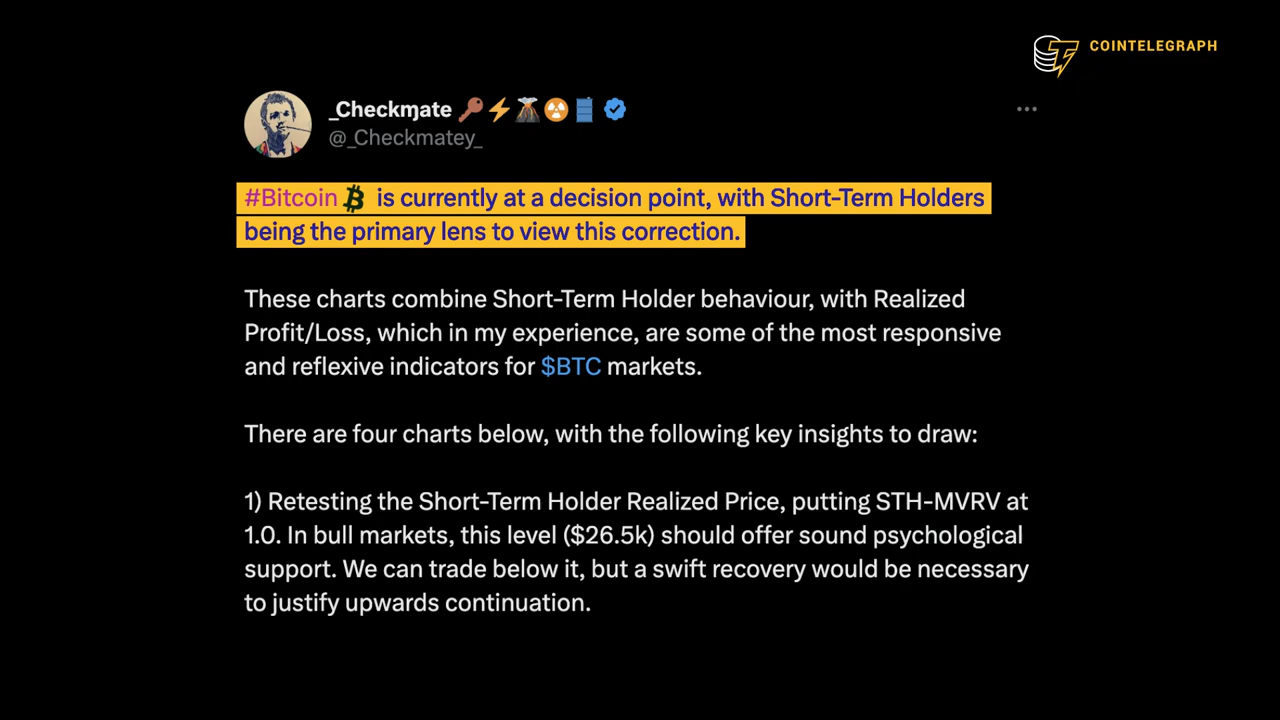 COINTELEGRAPH
_Checkɱate 🔑⚡🌋☢️🛢️
@_Checkmatey_
#Bitcoin ₿ is currently at a decision point, with Short-Term Holders
being the primary lens to view this correction.
These charts combine Short-Term Holder behaviour, with Realized
Profit/Loss, which in my experience, are some of the most responsive
and reflexive indicators for $BTC markets.
There are four charts below, with the following key insights to draw:
1) Retesting the Short-Term Holder Realized Price, putting STH-MVRV at
1.0. In bull markets, this level ($26.5k) should offer sound psychological
support. We can trade below it, but a swift recovery would be necessary
to justify upwards continuation.